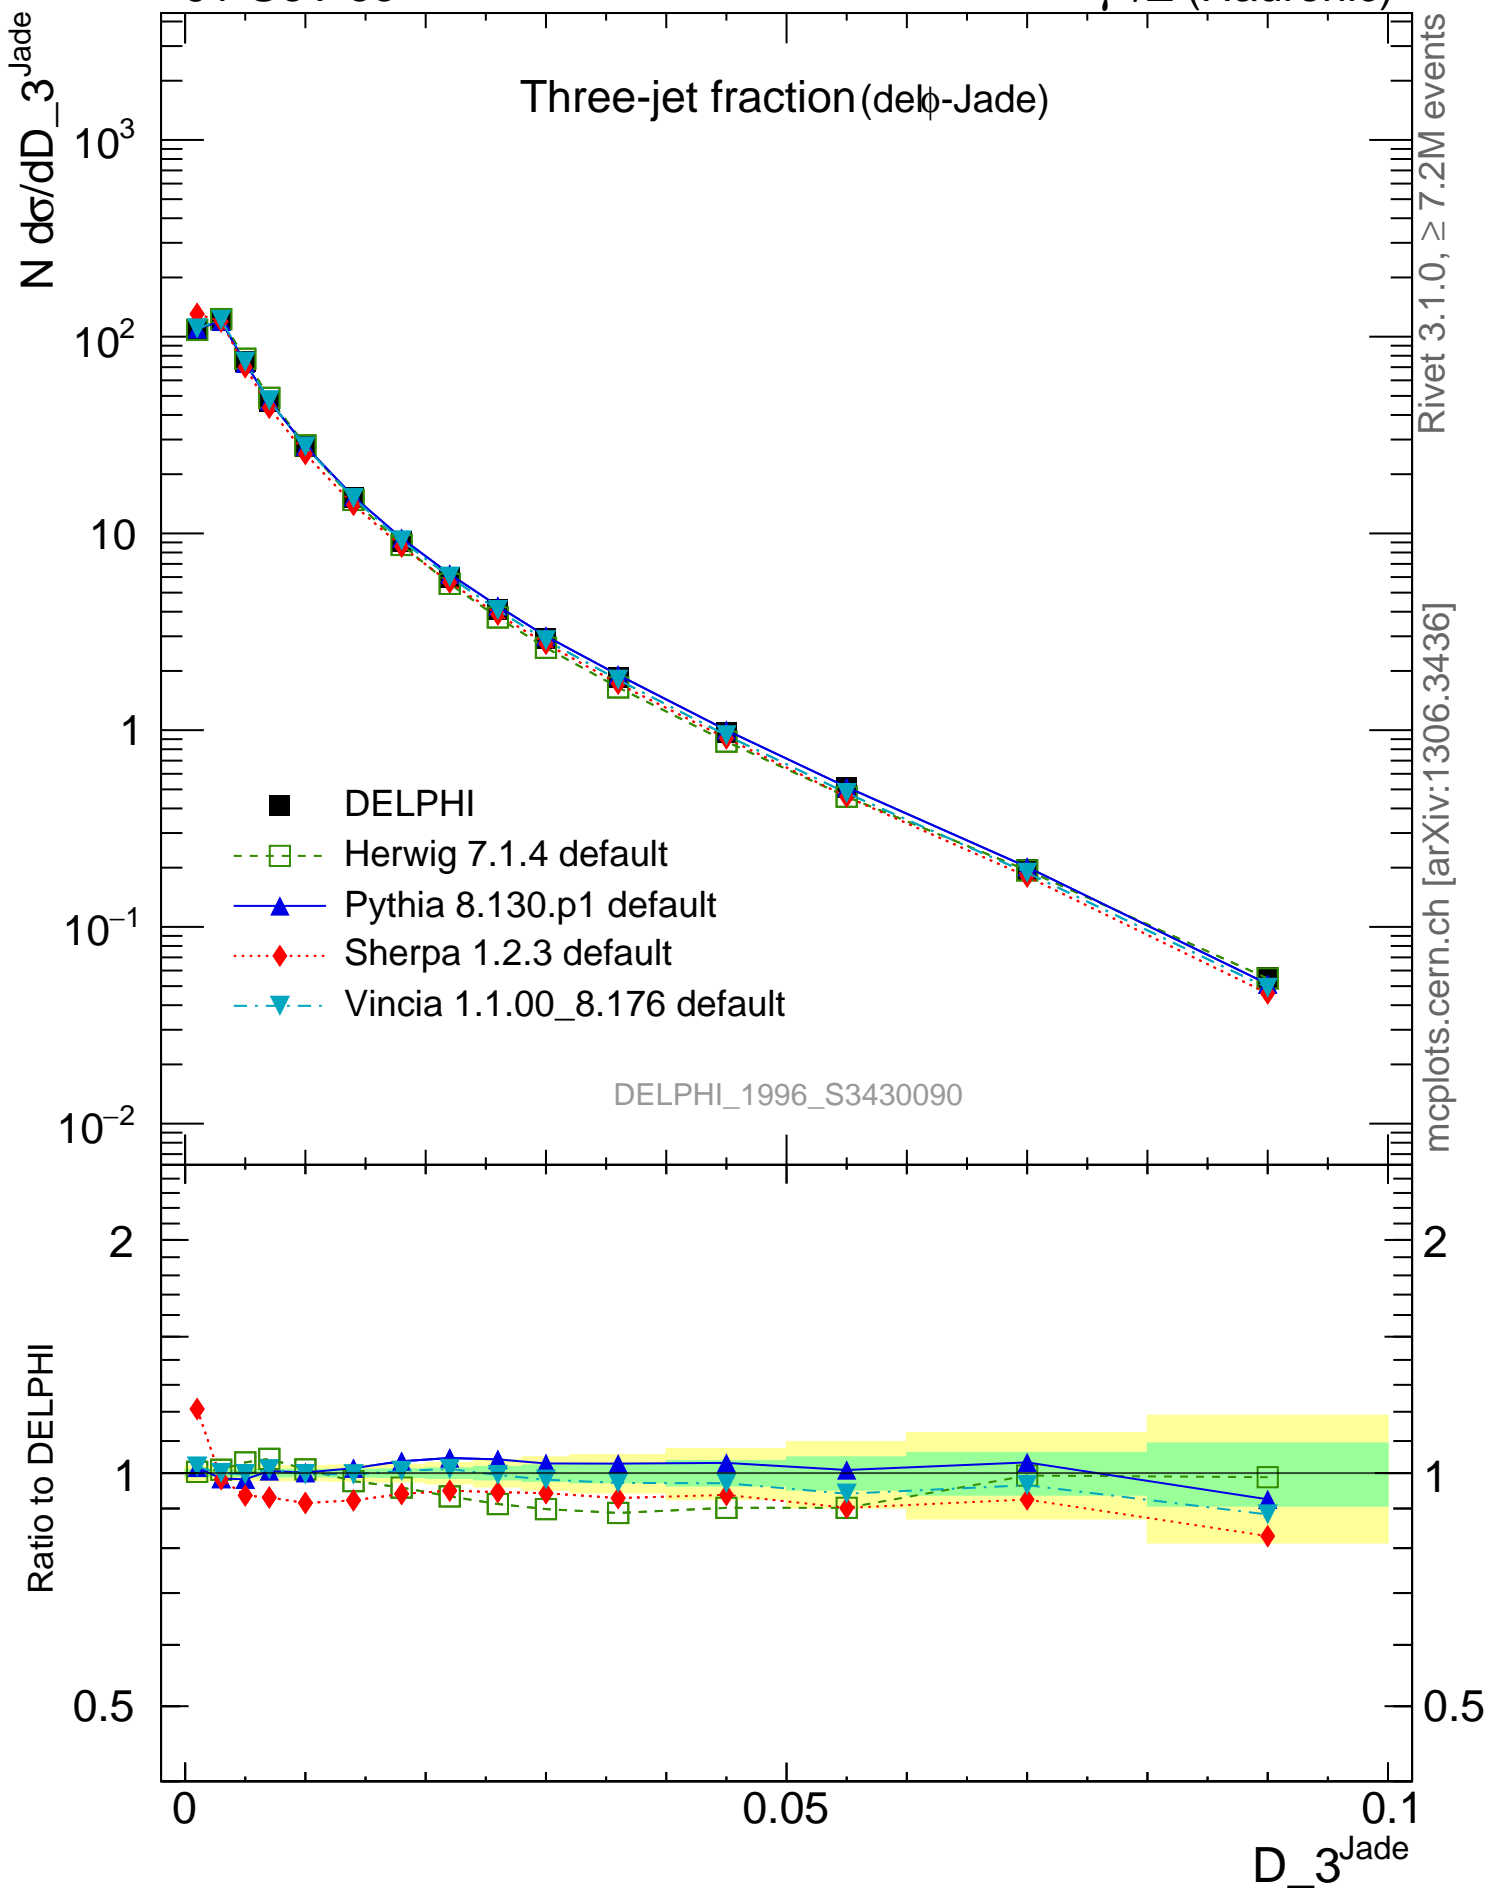 Three-jet fraction (delϕ-Jade)
N dσ/dD_3^Jade
10^3
10^2
10
1
10^−1
10^−2
DELPHI
Herwig 7.1.4 default
Pythia 8.130.p1 default
Sherpa 1.2.3 default
Vincia 1.1.00_8.176 default
DELPHI_1996_S3430090
Rivet 3.1.0, ≥ 7.2M events
mcplots.cern.ch [arXiv:1306.3436]
Ratio to DELPHI
2
1
0.5
2
1
0.5
0
0.05
0.1
D_3^Jade